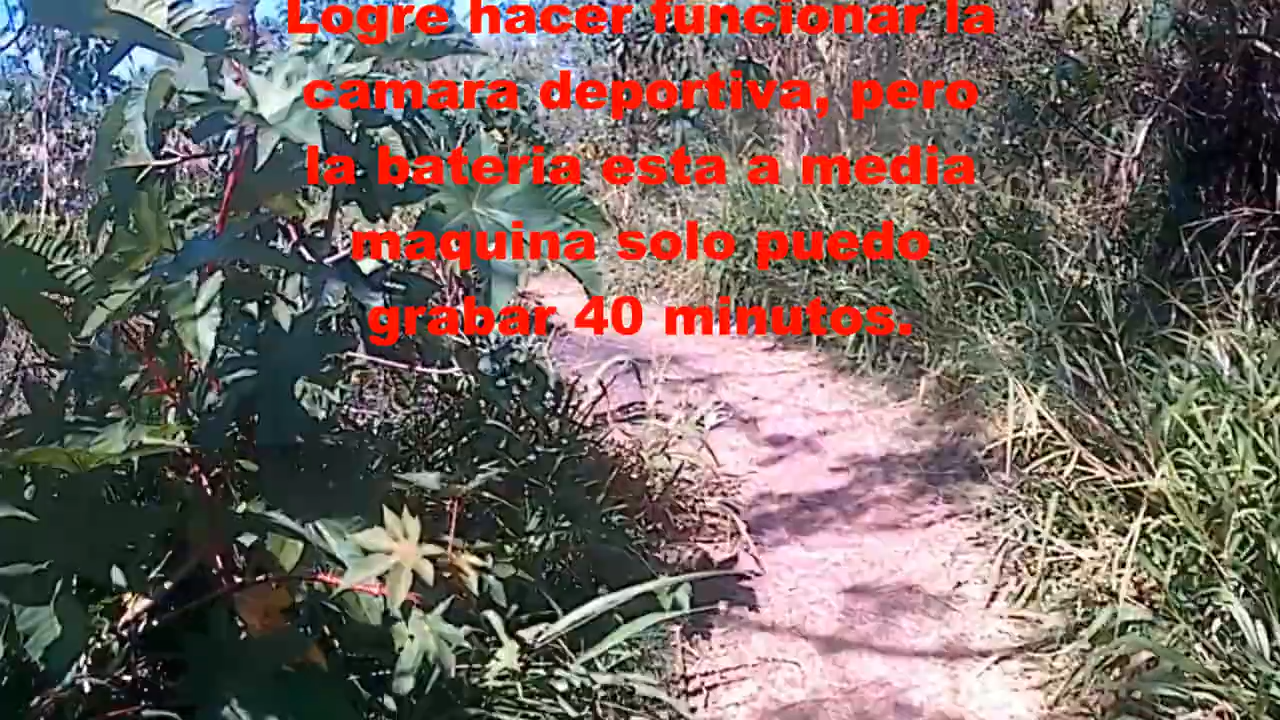 Logre hacer funcionar la
camara deportiva, pero
la bateria esta a media
maquina solo puedo
grabar 40 minutos.